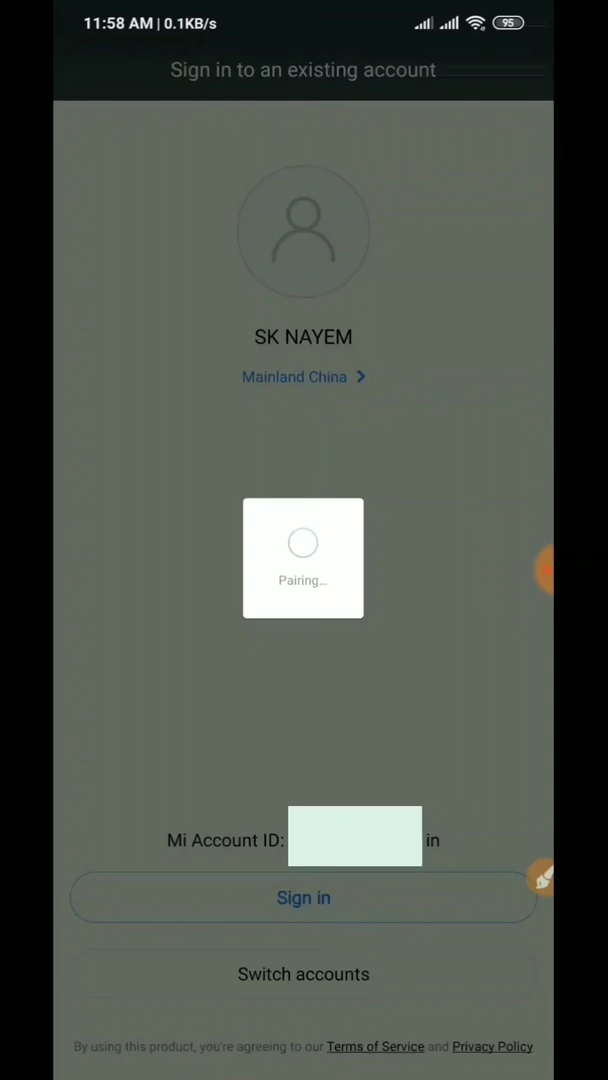 11:58 AM | 0.1KB/s 95
Sign in to an existing account
SK NAYEM
Mainland China
Pairing...
Mi Account ID: in
Sign in
Switch accounts
By using this product, you're agreeing to our Terms of Service and Privacy Policy